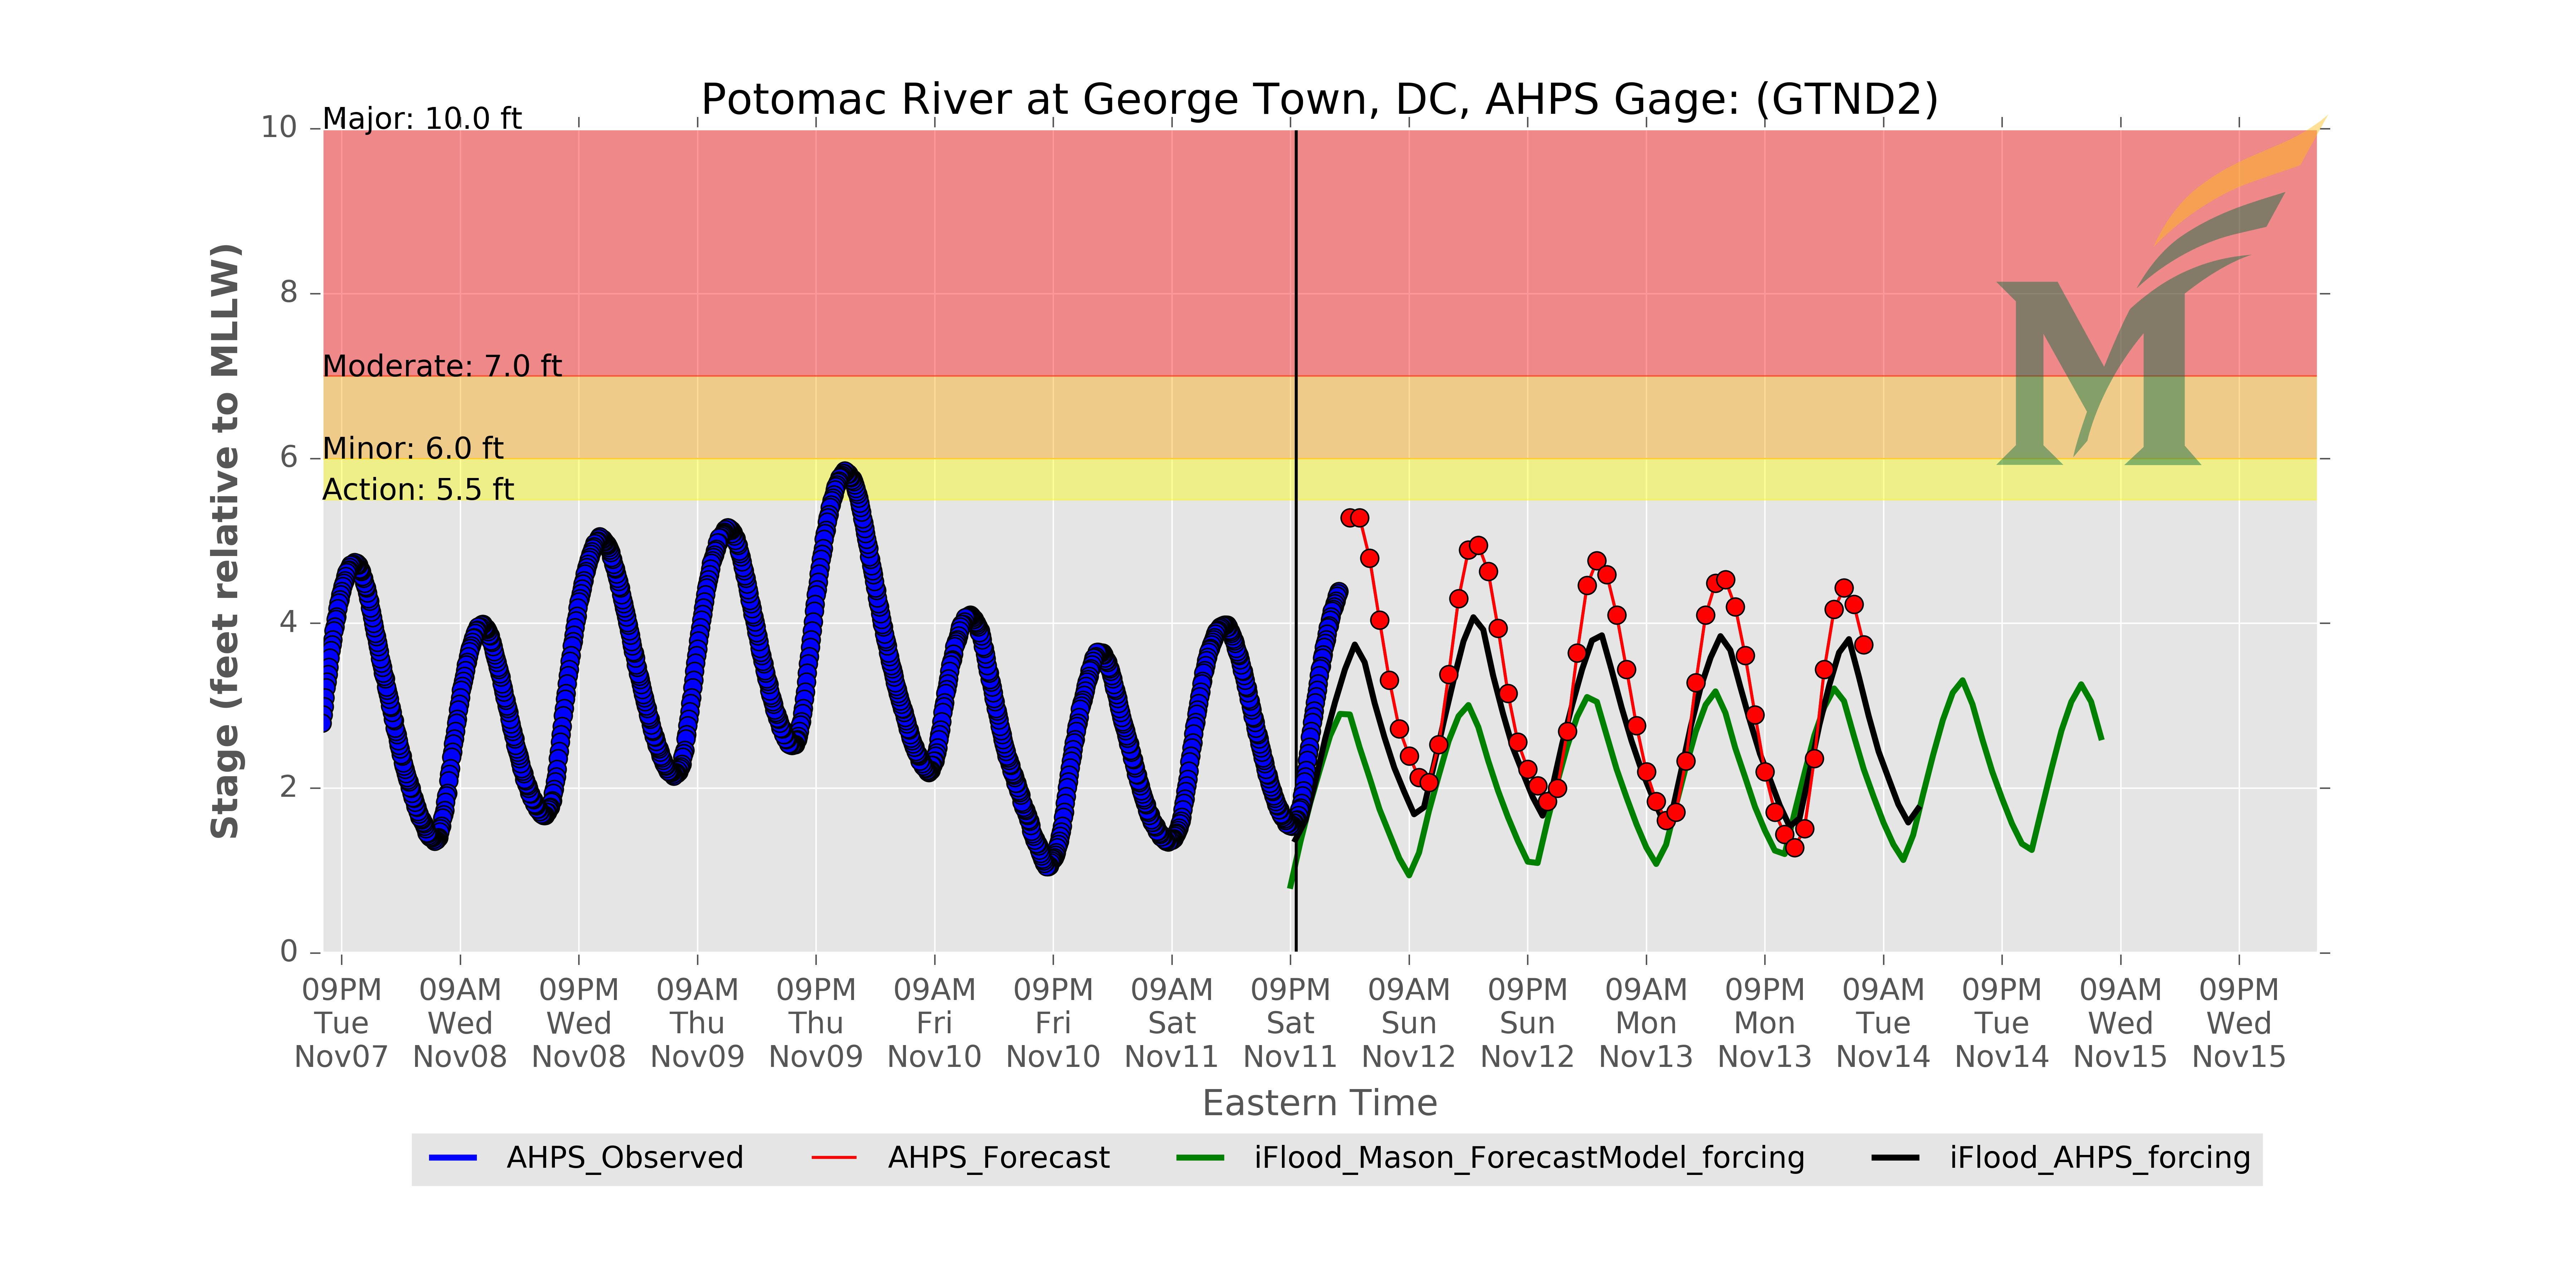 Potomac River at George Town, DC, AHPS Gage: (GTND2)
Major: 10.0 ft
Moderate: 7.0 ft
Minor: 6.0 ft
Action: 5.5 ft
10
8
6
4
2
0
Stage (feet relative to MLLW)
09PM 09AM 09PM 09AM 09PM 09AM 09PM 09AM 09PM 09AM 09PM 09AM 09PM 09AM 09PM 09AM 09PM
Tue Wed Wed Thu Thu Fri Fri Sat Sat Sun Sun Mon Mon Tue Tue Wed Wed
Nov07 Nov08 Nov08 Nov09 Nov09 Nov10 Nov10 Nov11 Nov11 Nov12 Nov12 Nov13 Nov13 Nov14 Nov14 Nov15 Nov15
Eastern Time
AHPS_Observed AHPS_Forecast iFlood_Mason_ForecastModel_forcing iFlood_AHPS_forcing
M